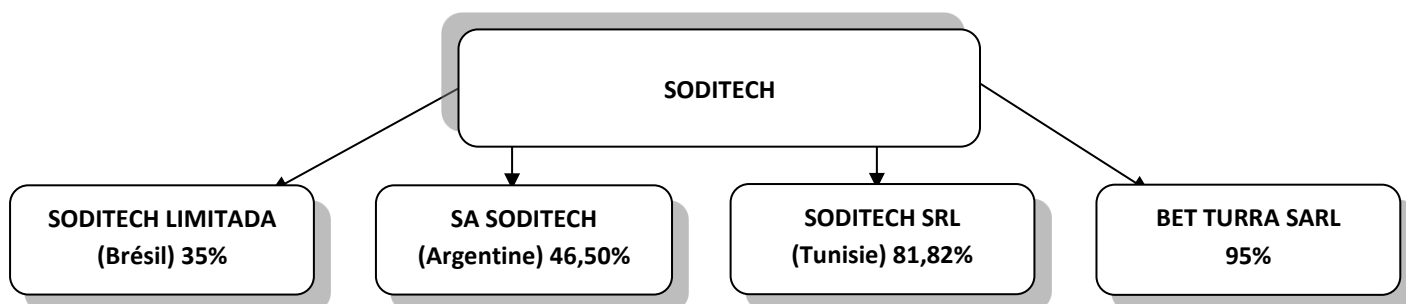 SODITECH
SODITECH LIMITADA
(Brésil) 35%
SA SODITECH
(Argentine) 46,50%
SODITECH SRL
(Tunisie) 81,82%
BET TURRA SARL
95%